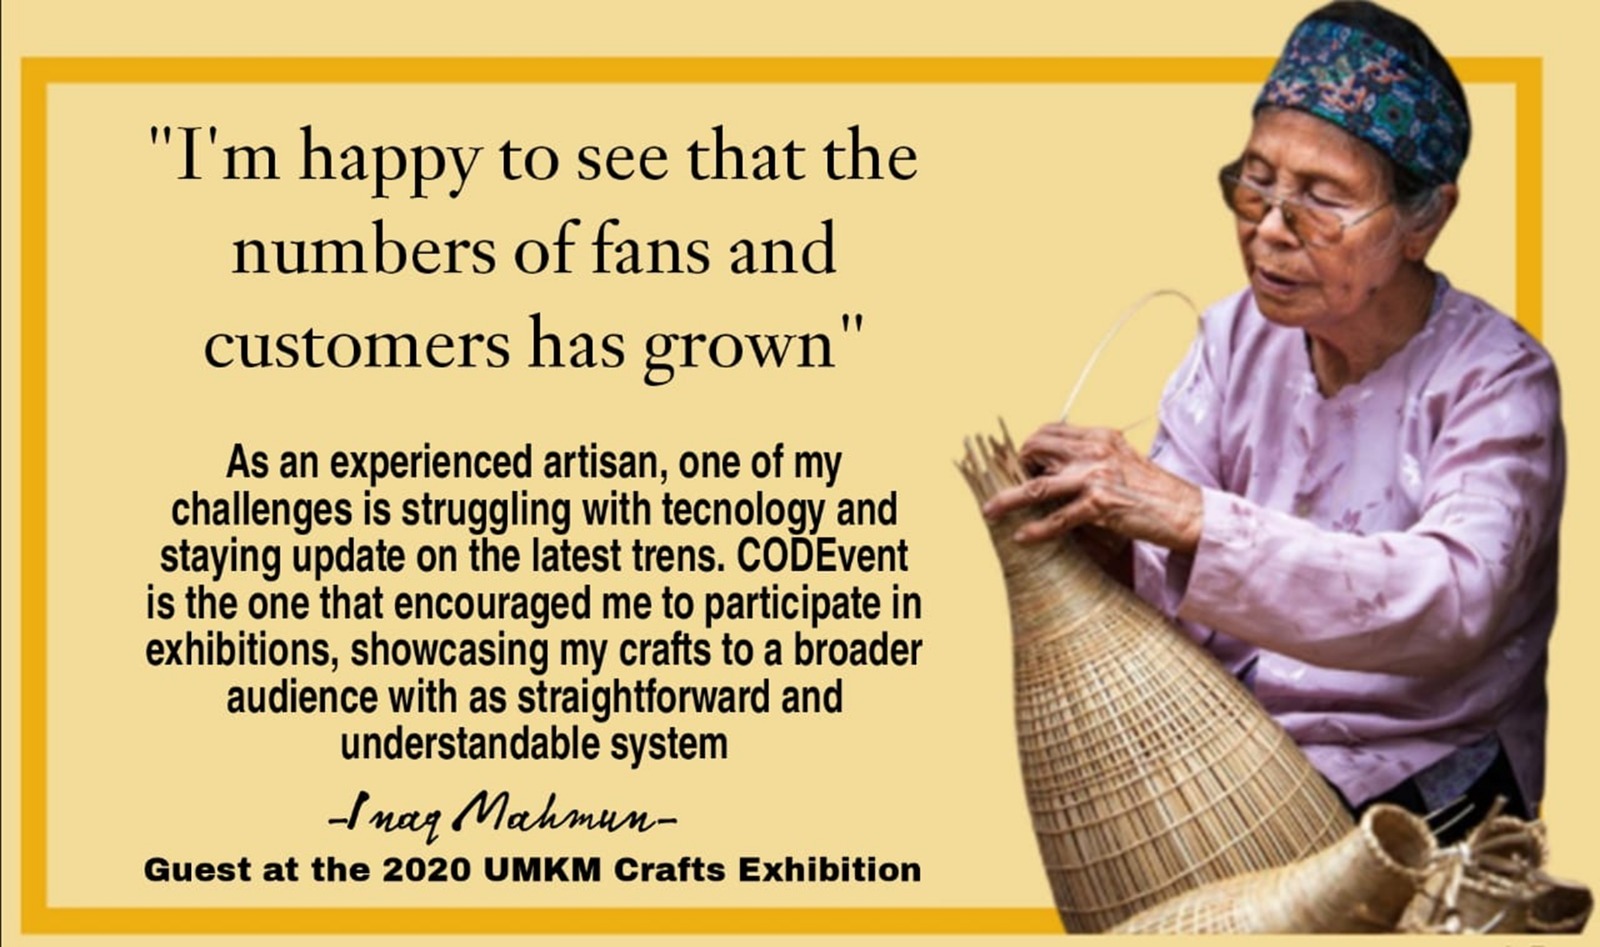 "I'm happy to see that the
numbers of fans and
customers has grown"
As an experienced artisan, one of my
challenges is struggling with tecnology and
staying update on the latest trens. CODEvent
is the one that encouraged me to participate in
exhibitions, showcasing my crafts to a broader
audience with as straightforward and
understandable system
-Inaq Mahmun-
Guest at the 2020 UMKM Crafts Exhibition